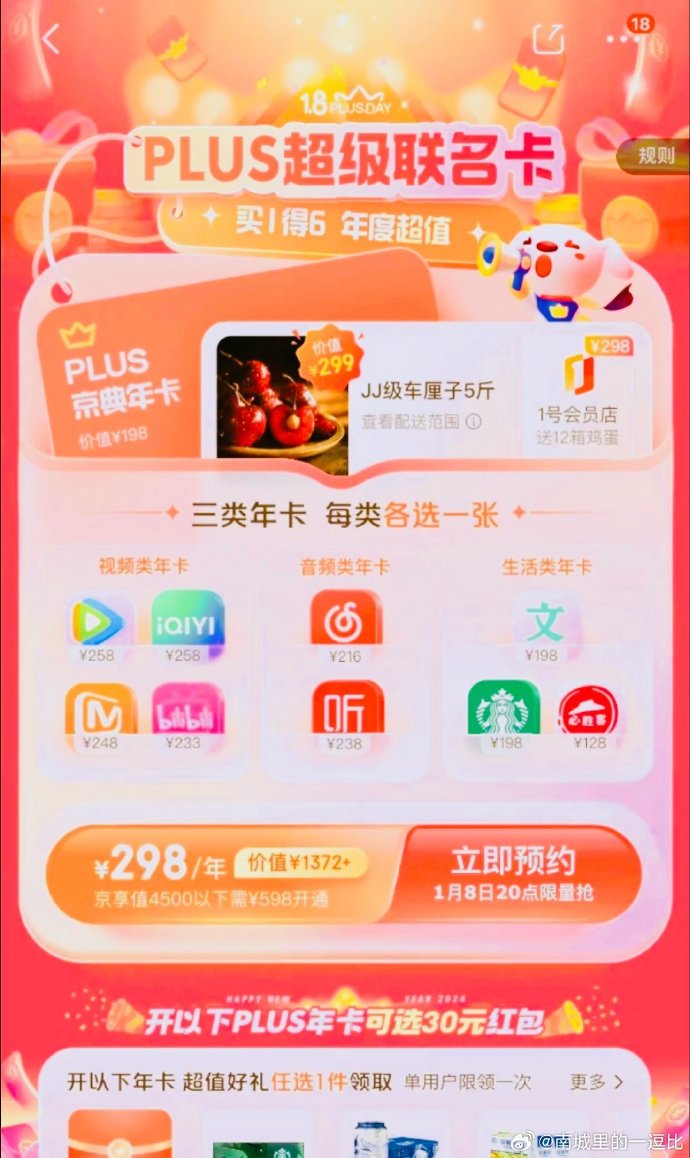 18
1.8 PLUS DAY
PLUS超级联名卡
规则
买1得6 年度超值
PLUS
京典年卡
价值¥198
价值
¥299
JJ级车厘子5斤
查看配送范围
¥298
1号会员店
送12箱鸡蛋
三类年卡 每类各选一张
视频类年卡
音频类年卡
生活类年卡
iQIYI
文
¥258
¥258
¥216
¥198
bilibili
听
必胜客
¥248
¥233
¥238
¥198
¥128
¥298/年
价值¥1372+
立即预约
京享值4500以下需¥598开通
1月8日20点限量抢
HAPPY NEW YEAR 2024
开以下PLUS年卡可选30元红包
开以下年卡 超值好礼任选1件领取 单用户限领一次
更多
@南城里的一逗比